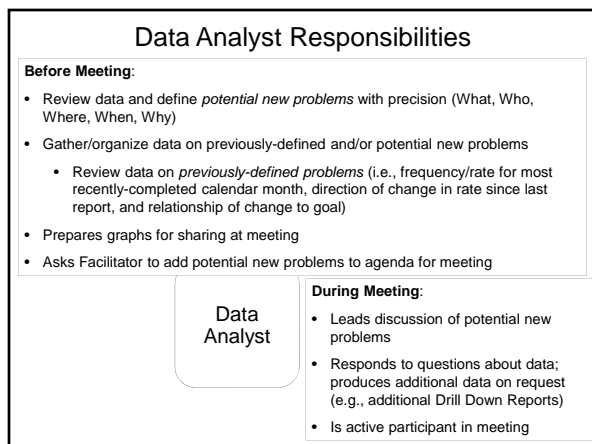 Data Analyst Responsibilities
Before Meeting:
• Review data and define potential new problems with precision (What, Who,
Where, When, Why)
• Gather/organize data on previously-defined and/or potential new problems
• Review data on previously-defined problems (i.e., frequency/rate for most
recently-completed calendar month, direction of change in rate since last
report, and relationship of change to goal)
• Prepares graphs for sharing at meeting
• Asks Facilitator to add potential new problems to agenda for meeting
Data
Analyst
During Meeting:
• Leads discussion of potential new
problems
• Responds to questions about data;
produces additional data on request
(e.g., additional Drill Down Reports)
• Is active participant in meeting